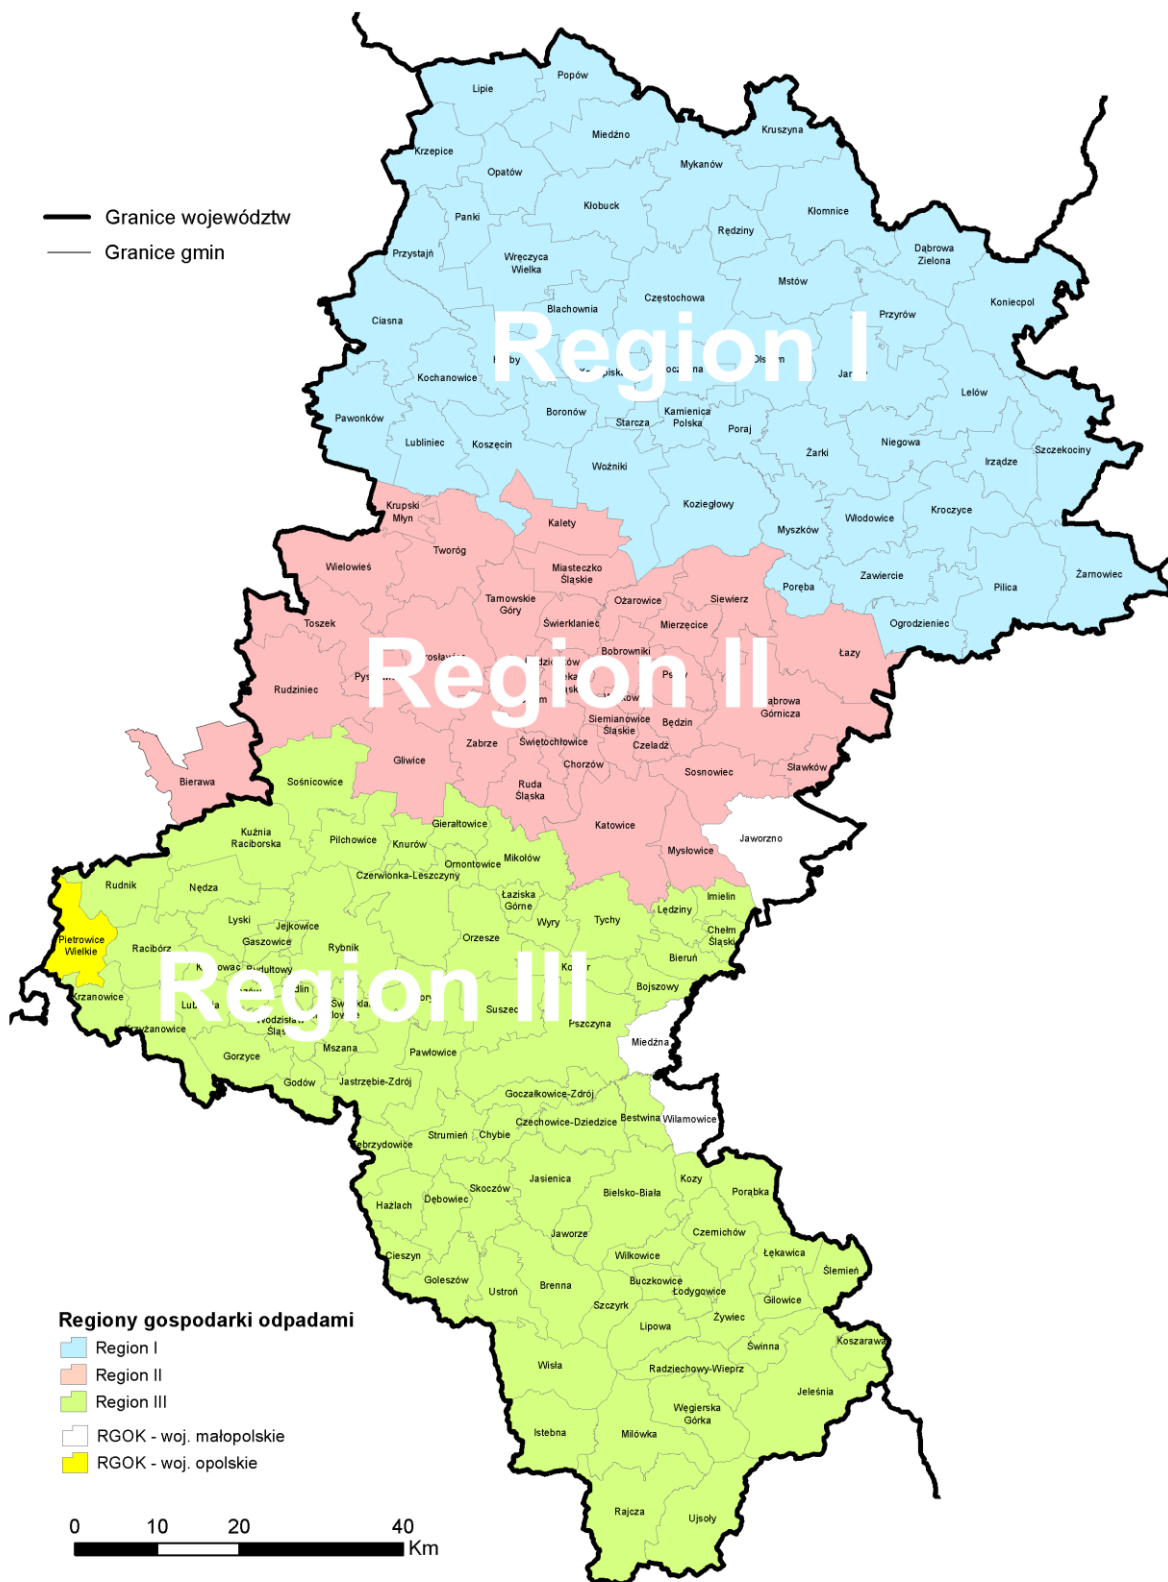 Lipie
Popów
Kruszyna
Miedźno
Krzepice
Mykanów
Opatów
Kłobuck
Kłomnice
Panki
Granice województw
Rędziny
Granice gmin
Przystajń
Dąbrowa
Zielona
Wręczyca
Wielka
Mstów
Częstochowa
Koniecpol
Blachownia
Przyrów
Ciasna
Region I
Kochanowice
Lelów
Boronów
Kamienica
Polska
Pawonków
Starcza
Poraj
Lubliniec
Koszęcin
Niegowa
Szczekociny
Żarki
Irządze
Woźniki
Koziegłowy
Krupski
Młyn
Kroczyce
Kalety
Włodowice
Myszków
Tworóg
Wielowieś
Miasteczko
Śląskie
Zawiercie
Żarnowiec
Poręba
Pilica
Tarnowskie
Góry
Ożarowice
Siewierz
Toszek
Świerklaniec
Mierzęcice
Ogrodzieniec
Bobrowniki
Łazy
Region II
Rudziniec
Górnicza
Siemianowice
Śląskie
Będzin
Zabrze
Świętochłowice
Czeladź
Gliwice
Chorzów
Sosnowiec
Sławków
Bierawa
Sośnicowice
Ruda
Śląska
Katowice
Gierałtowice
Kuźnia
Raciborska
Pilchowice
Knurów
Jaworzno
Mysłowice
Ornontowice
Mikołów
Czerwionka-Leszczyny
Rudnik
Nędza
Łaziska
Górne
Imielin
Lędziny
Lyski
Jejkowice
Wyry
Tychy
Chełm
Śląski
Pietrowice
Wielkie
Racibórz
Gaszowice
Rybnik
Orzesze
Bieruń
Region III
Bojszowy
Krzanowice
Suszec
Pszczyna
Miedźna
Mszana
Gorzyce
Pawłowice
Godów
Jastrzębie-Zdrój
Goczałkowice-Zdrój
Bestwina
Wilamowice
Czechowice-Dziedzice
Strumień
Chybie
Jasienica
Kozy
Skoczów
Bielsko-Biała
Porąbka
Dębowiec
Hażlach
Jaworze
Czernichów
Cieszyn
Wilkowice
Łękawica
Ślemień
Goleszów
Buczkowice
Ustroń
Brenna
Łodygowice
Gilowice
Szczyrk
Żywiec
Regiony gospodarki odpadami
Lipowa
Region I
Świnna
Koszarawa
Wisła
Radziechowy-Wieprz
Region II
Jeleśnia
Region III
Węgierska
Górka
Istebna
Milówka
RGOK - woj. małopolskie
RGOK - woj. opolskie
Rajcza
Ujsoły
0 10 20 40
Km